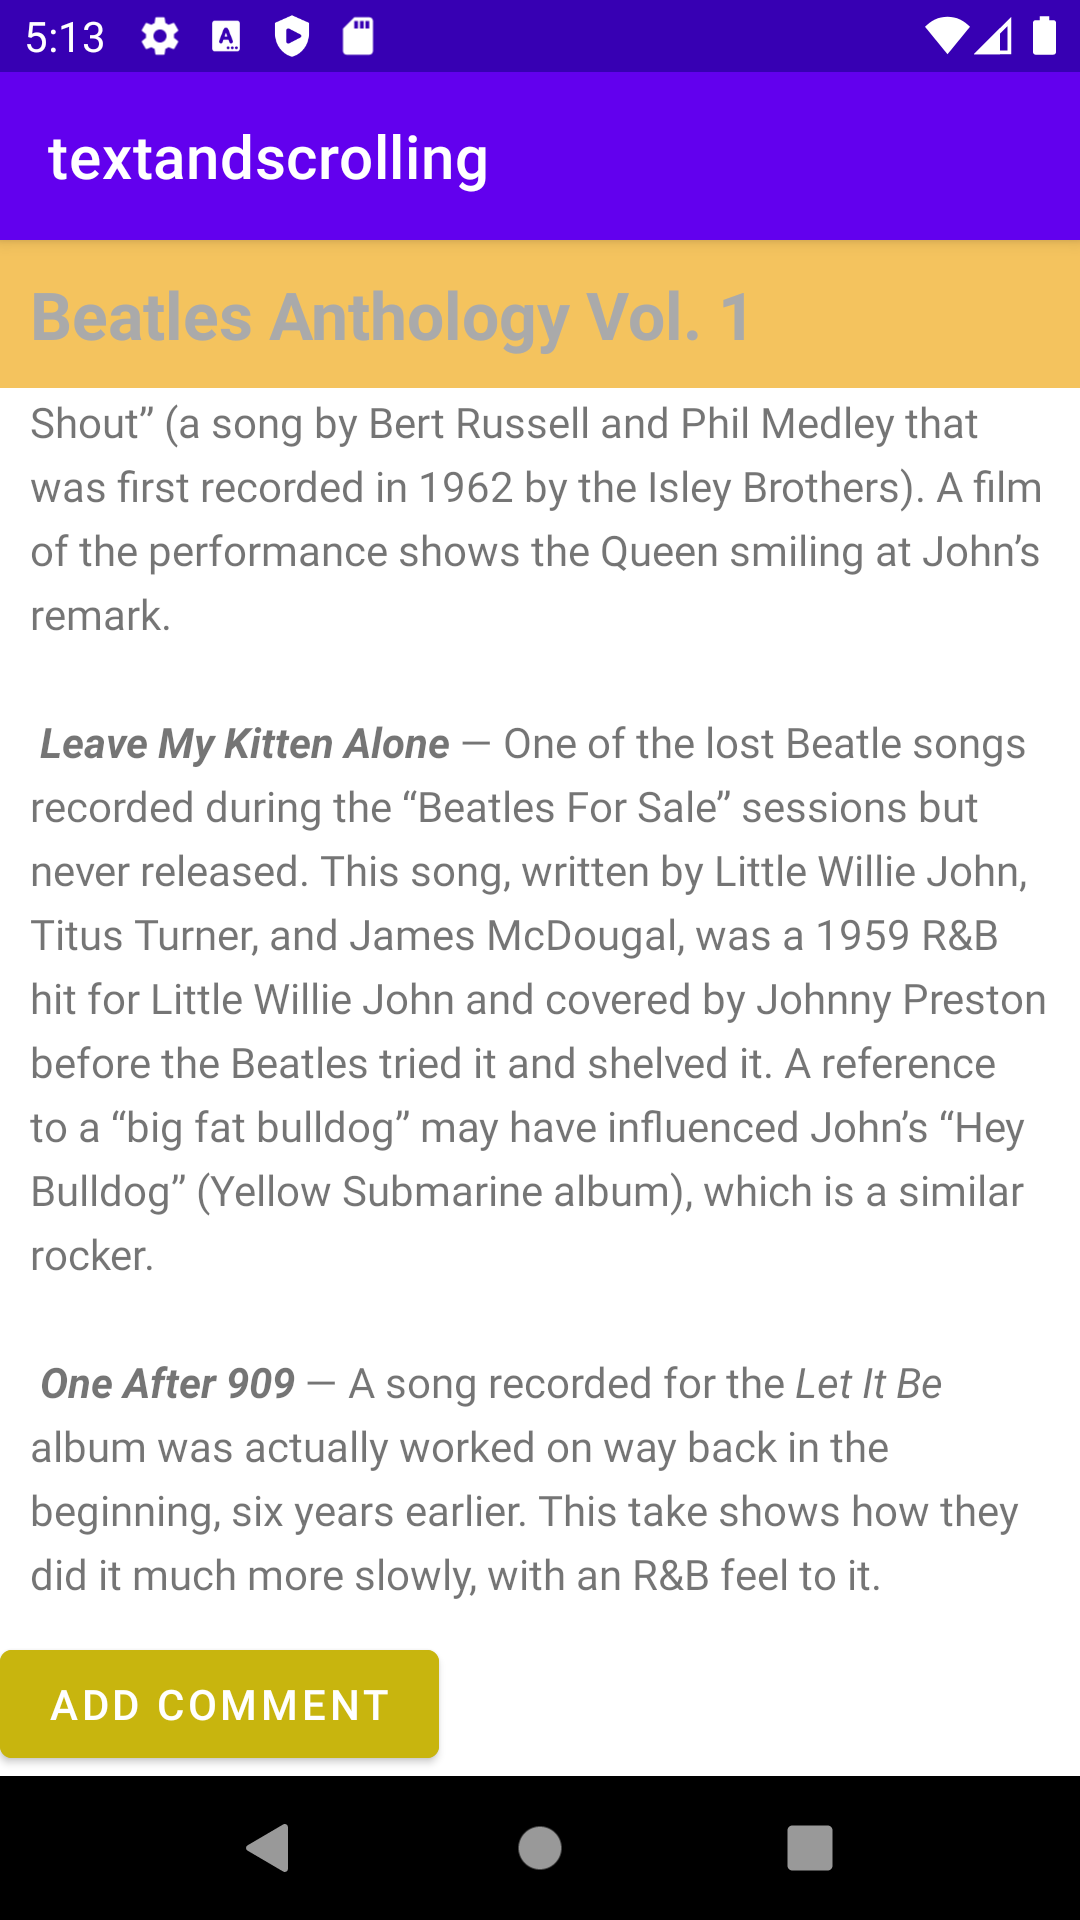 5:13
textandscrolling
Beatles Anthology Vol. 1
Shout” (a song by Bert Russell and Phil Medley that
was first recorded in 1962 by the Isley Brothers). A film
of the performance shows the Queen smiling at John’s
remark.
Leave My Kitten Alone — One of the lost Beatle songs
recorded during the “Beatles For Sale” sessions but
never released. This song, written by Little Willie John,
Titus Turner, and James McDougal, was a 1959 R&B
hit for Little Willie John and covered by Johnny Preston
before the Beatles tried it and shelved it. A reference
to a “big fat bulldog” may have influenced John’s “Hey
Bulldog” (Yellow Submarine album), which is a similar
rocker.
One After 909 — A song recorded for the Let It Be
album was actually worked on way back in the
beginning, six years earlier. This take shows how they
did it much more slowly, with an R&B feel to it.
ADD COMMENT